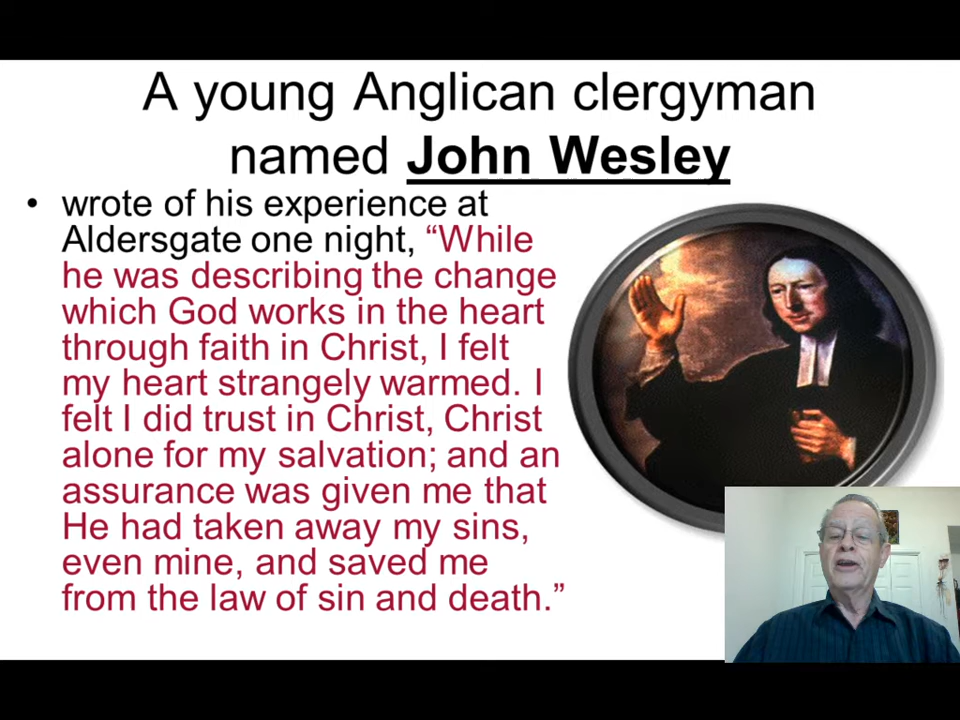 A young Anglican clergyman
named John Wesley
• wrote of his experience at
Aldersgate one night, “While
he was describing the change
which God works in the heart
through faith in Christ, I felt
my heart strangely warmed. I
felt I did trust in Christ, Christ
alone for my salvation; and an
assurance was given me that
He had taken away my sins,
even mine, and saved me
from the law of sin and death.”